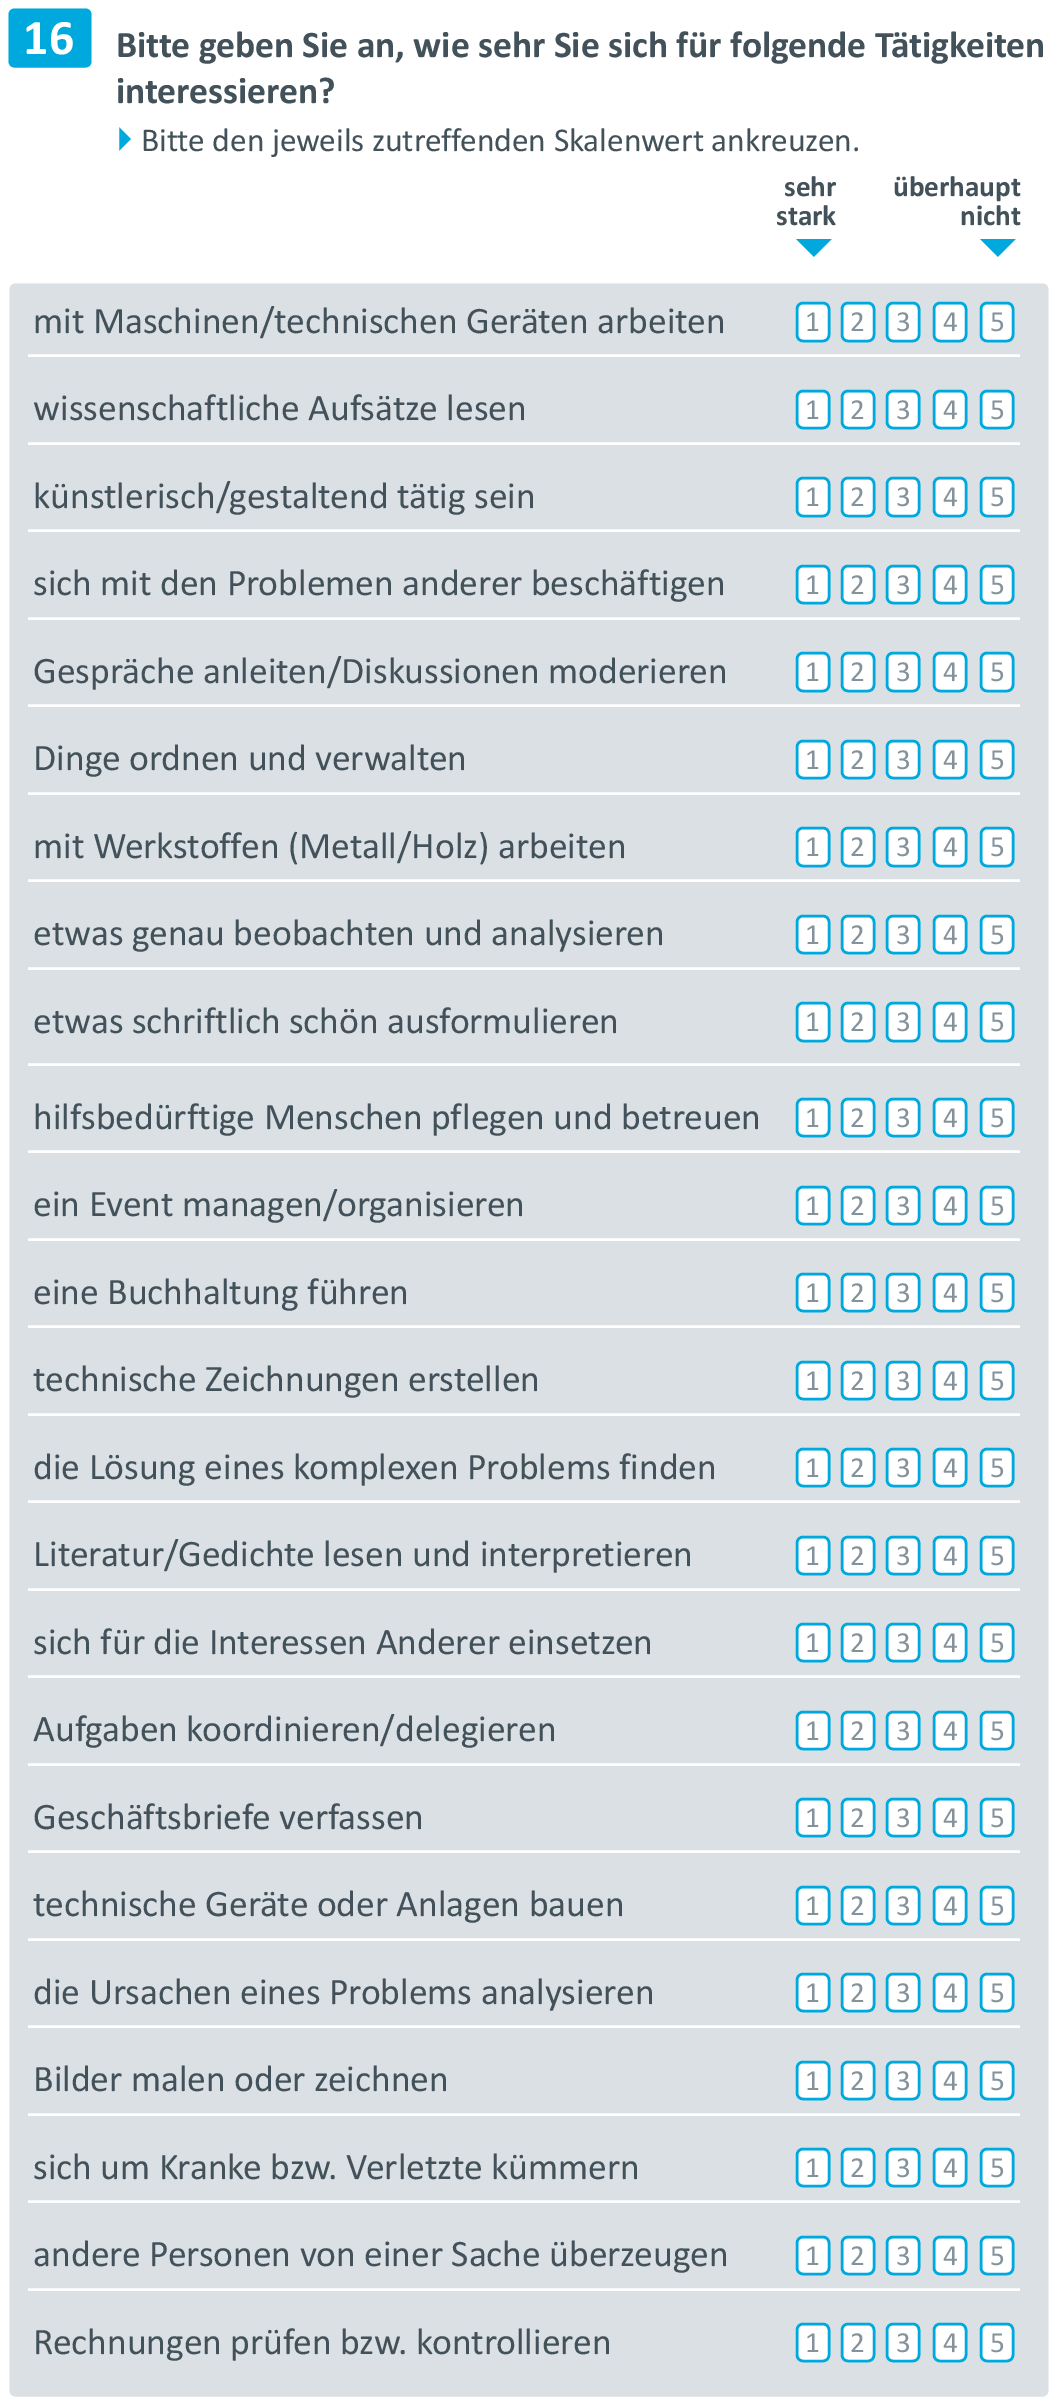 16
Bitte geben Sie an, wie sehr Sie sich für folgende Tätigkeiten
interessieren?
Bitte den jeweils zutreffenden Skalenwert ankreuzen.
sehr überhaupt
stark nicht
mit Maschinen/technischen Geräten arbeiten 1 2 3 4 5
wissenschaftliche Aufsätze lesen 1 2 3 4 5
künstlerisch/gestaltend tätig sein 1 2 3 4 5
sich mit den Problemen anderer beschäftigen 1 2 3 4 5
Gespräche anleiten/Diskussionen moderieren 1 2 3 4 5
Dinge ordnen und verwalten 1 2 3 4 5
mit Werkstoffen (Metall/Holz) arbeiten 1 2 3 4 5
etwas genau beobachten und analysieren 1 2 3 4 5
etwas schriftlich schön ausformulieren 1 2 3 4 5
hilfsbedürftige Menschen pflegen und betreuen 1 2 3 4 5
ein Event managen/organisieren 1 2 3 4 5
eine Buchhaltung führen 1 2 3 4 5
technische Zeichnungen erstellen 1 2 3 4 5
die Lösung eines komplexen Problems finden 1 2 3 4 5
Literatur/Gedichte lesen und interpretieren 1 2 3 4 5
sich für die Interessen Anderer einsetzen 1 2 3 4 5
Aufgaben koordinieren/delegieren 1 2 3 4 5
Geschäftsbriefe verfassen 1 2 3 4 5
technische Geräte oder Anlagen bauen 1 2 3 4 5
die Ursachen eines Problems analysieren 1 2 3 4 5
Bilder malen oder zeichnen 1 2 3 4 5
sich um Kranke bzw. Verletzte kümmern 1 2 3 4 5
andere Personen von einer Sache überzeugen 1 2 3 4 5
Rechnungen prüfen bzw. kontrollieren 1 2 3 4 5